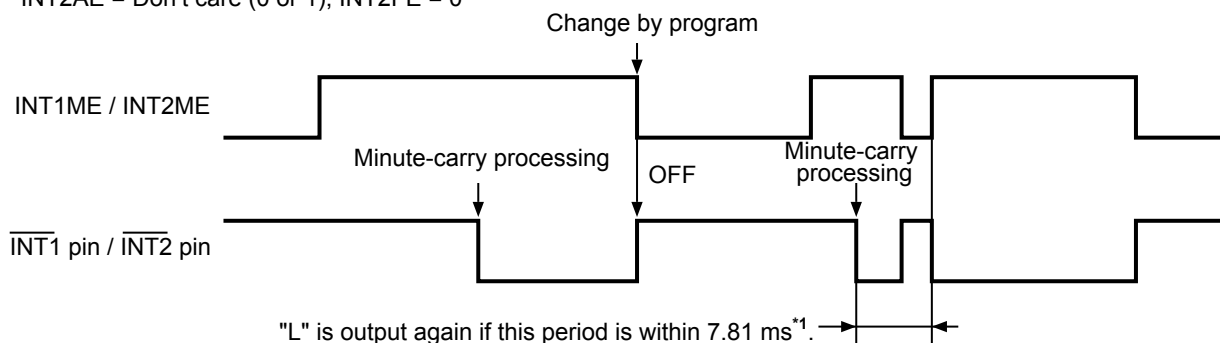 INT2AE = Don't care (0 or 1), INT2FE = 0
Change by program
INT1ME / INT2ME
Minute-carry processing
OFF
Minute-carry
processing
INT1 pin / INT2 pin
"L" is output again if this period is within 7.81 ms*1.